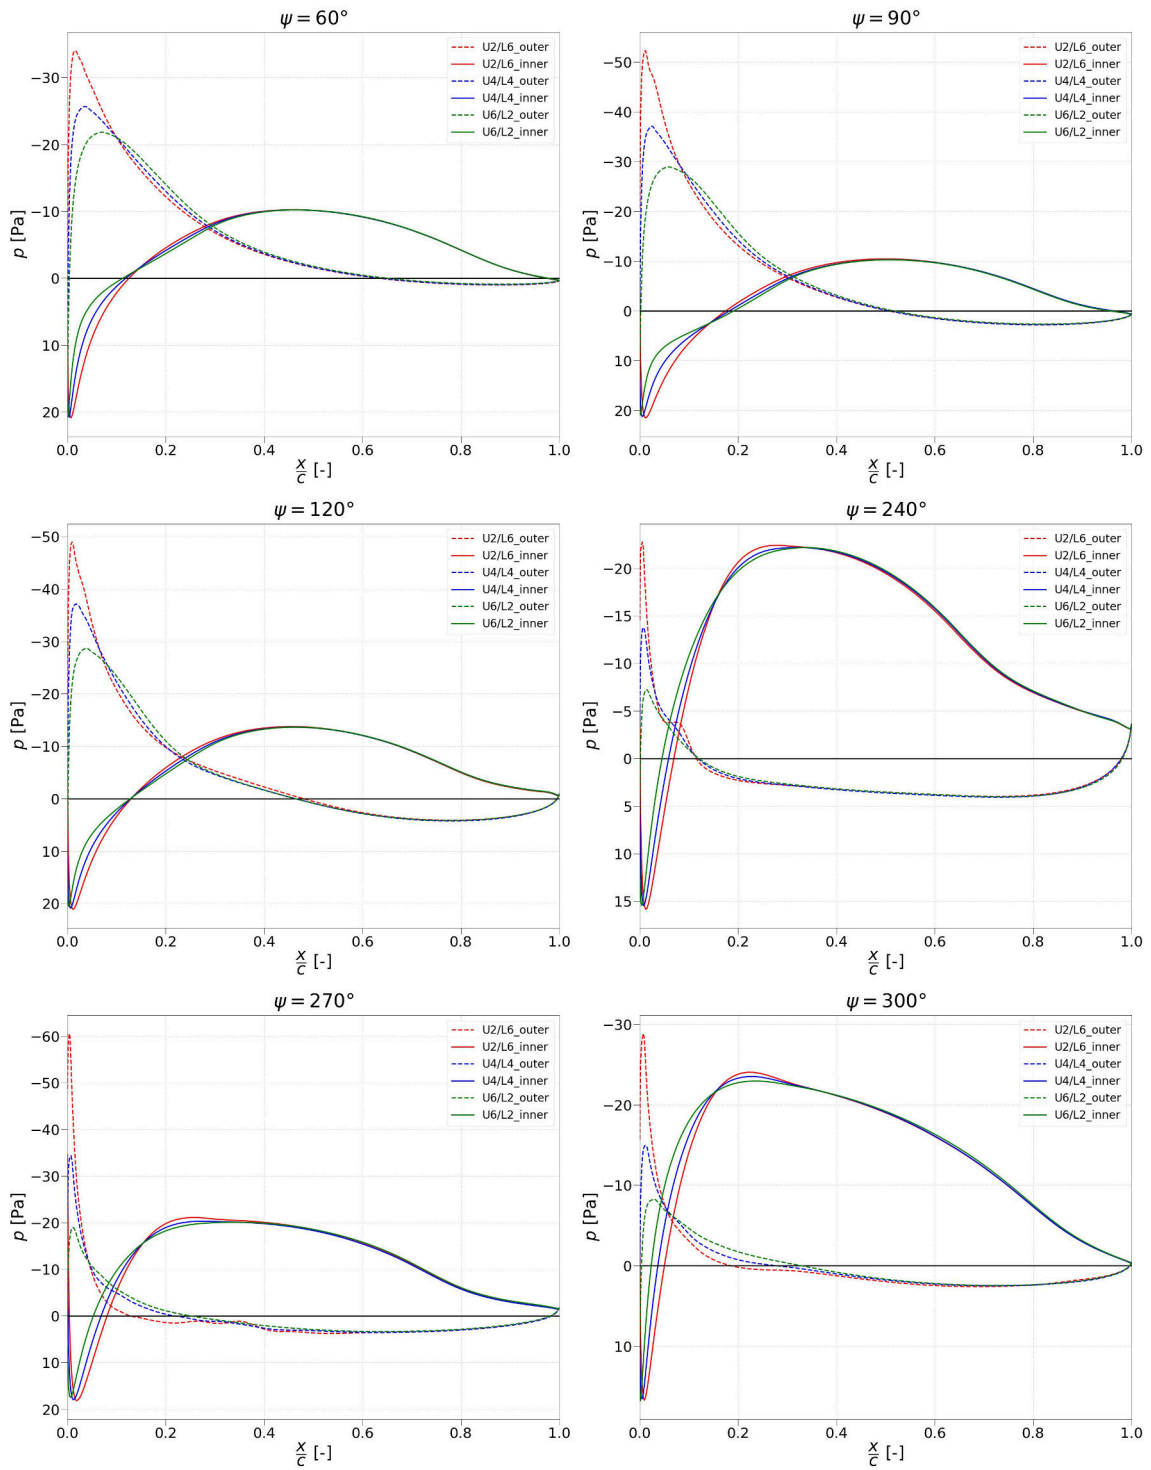 ψ = 60°
U2/L6_outer
U2/L6_inner
U4/L4_outer
U4/L4_inner
U6/L2_outer
U6/L2_inner
p [Pa]
−30
−20
−10
0
10
20
0.0 0.2 0.4 0.6 0.8 1.0
x/c [-]
ψ = 90°
U2/L6_outer
U2/L6_inner
U4/L4_outer
U4/L4_inner
U6/L2_outer
U6/L2_inner
p [Pa]
−50
−40
−30
−20
−10
0
10
20
0.0 0.2 0.4 0.6 0.8 1.0
x/c [-]
ψ = 120°
U2/L6_outer
U2/L6_inner
U4/L4_outer
U4/L4_inner
U6/L2_outer
U6/L2_inner
p [Pa]
−50
−40
−30
−20
−10
0
10
20
0.0 0.2 0.4 0.6 0.8 1.0
x/c [-]
ψ = 240°
U2/L6_outer
U2/L6_inner
U4/L4_outer
U4/L4_inner
U6/L2_outer
U6/L2_inner
p [Pa]
−20
−15
−10
−5
0
5
10
15
0.0 0.2 0.4 0.6 0.8 1.0
x/c [-]
ψ = 270°
U2/L6_outer
U2/L6_inner
U4/L4_outer
U4/L4_inner
U6/L2_outer
U6/L2_inner
p [Pa]
−60
−50
−40
−30
−20
−10
0
10
20
0.0 0.2 0.4 0.6 0.8 1.0
x/c [-]
ψ = 300°
U2/L6_outer
U2/L6_inner
U4/L4_outer
U4/L4_inner
U6/L2_outer
U6/L2_inner
p [Pa]
−30
−20
−10
0
10
0.0 0.2 0.4 0.6 0.8 1.0
x/c [-]